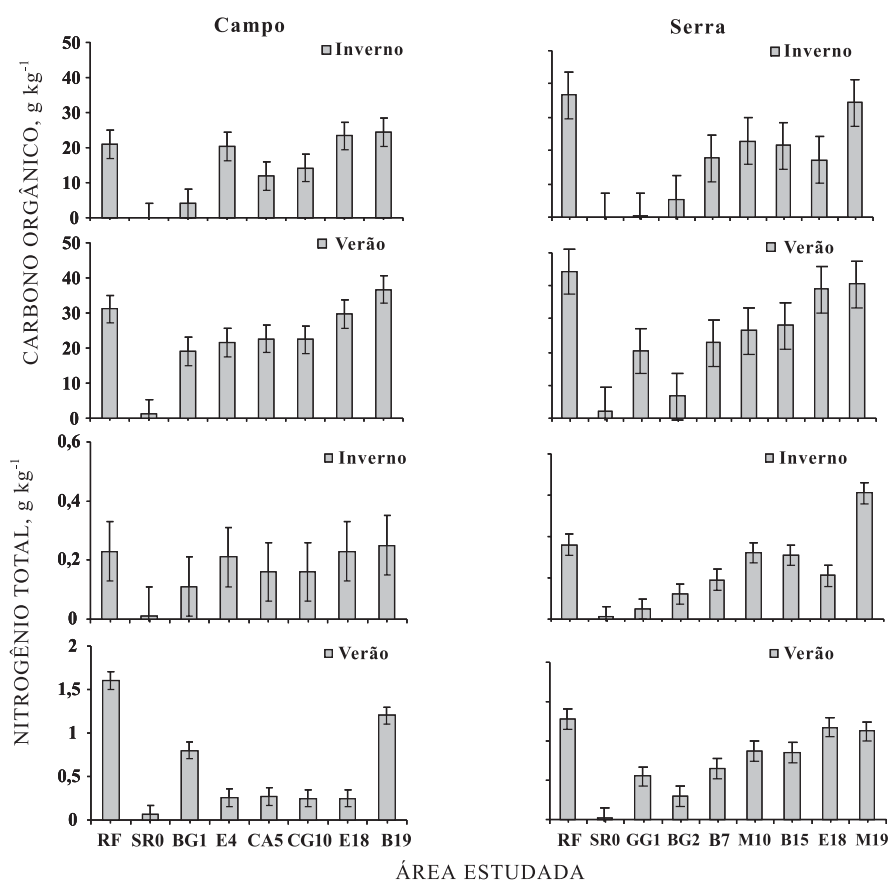 Campo
Serra
CARBONO ORGÂNICO, g kg-1
50
40
30
20
10
0
Inverno
Inverno
50
40
30
20
10
0
Verão
Verão
NITROGÊNIO TOTAL, g kg-1
0,6
0,4
0,2
0
Inverno
Inverno
2
1,5
1
0,5
0
Verão
Verão
RF SR0 BG1 E4 CA5 CG10 E18 B19
RF SR0 GG1 BG2 B7 M10 B15 E18 M19
ÁREA ESTUDADA